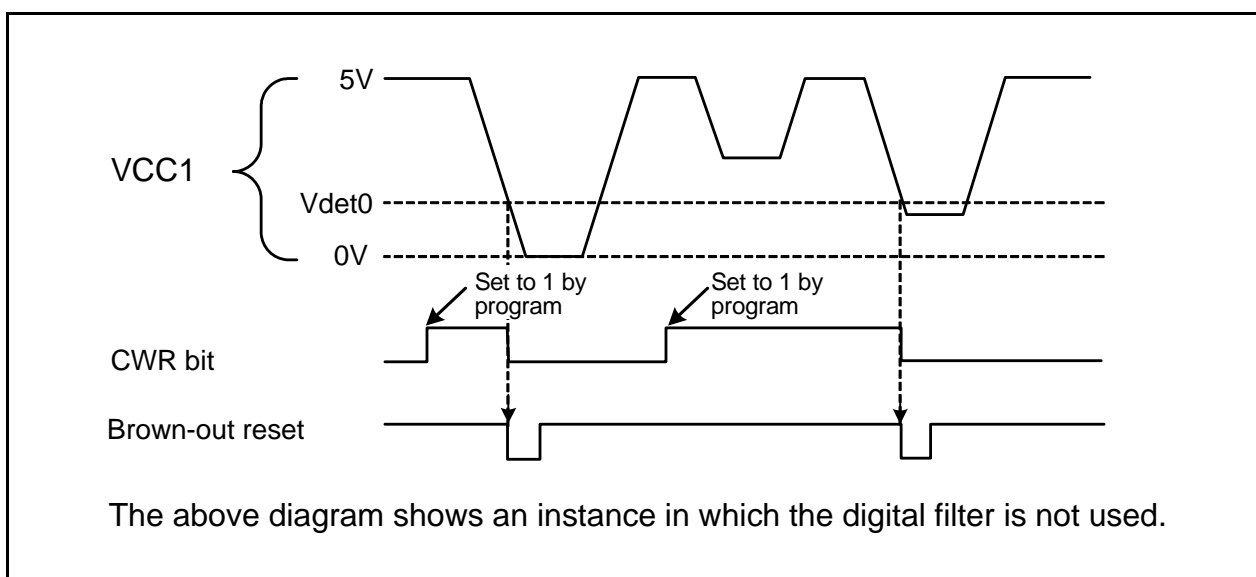 5V
VCC1
Vdet0
0V
Set to 1 by
program
Set to 1 by
program
CWR bit
Brown-out reset
The above diagram shows an instance in which the digital filter is not used.